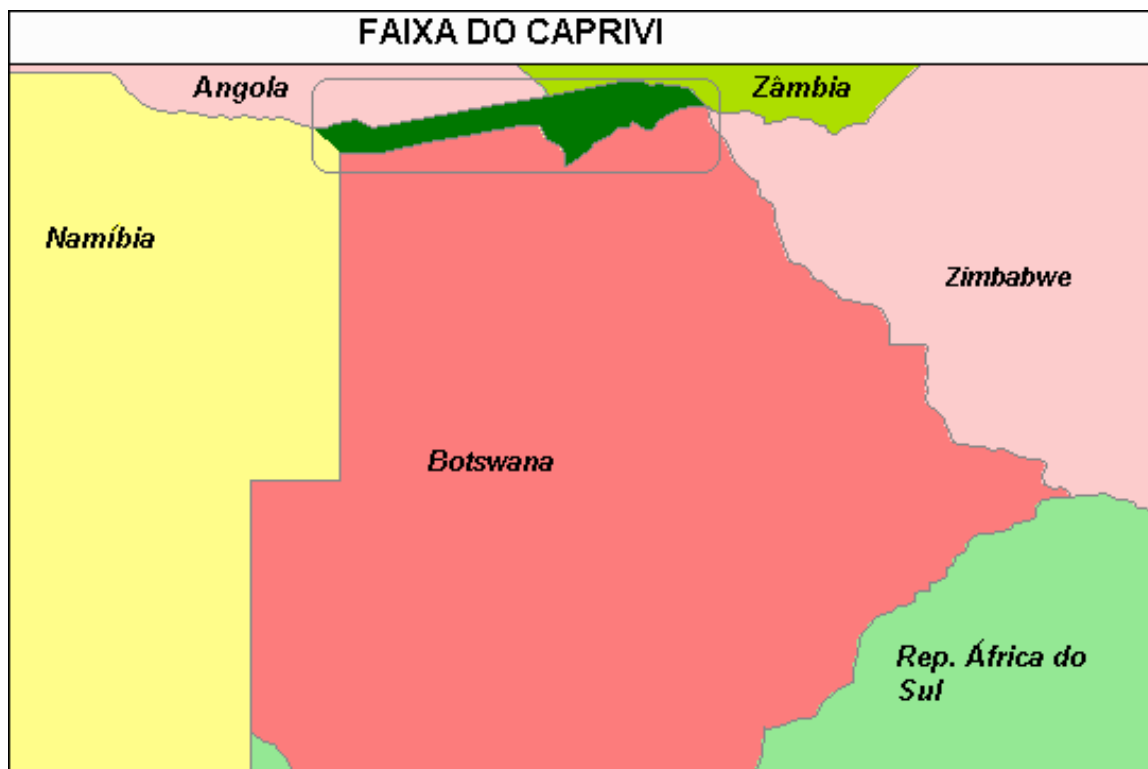 FAIXA DO CAPRIVI
Angola
Zâmbia
Namíbia
Zimbabwe
Botswana
Rep. África do
Sul